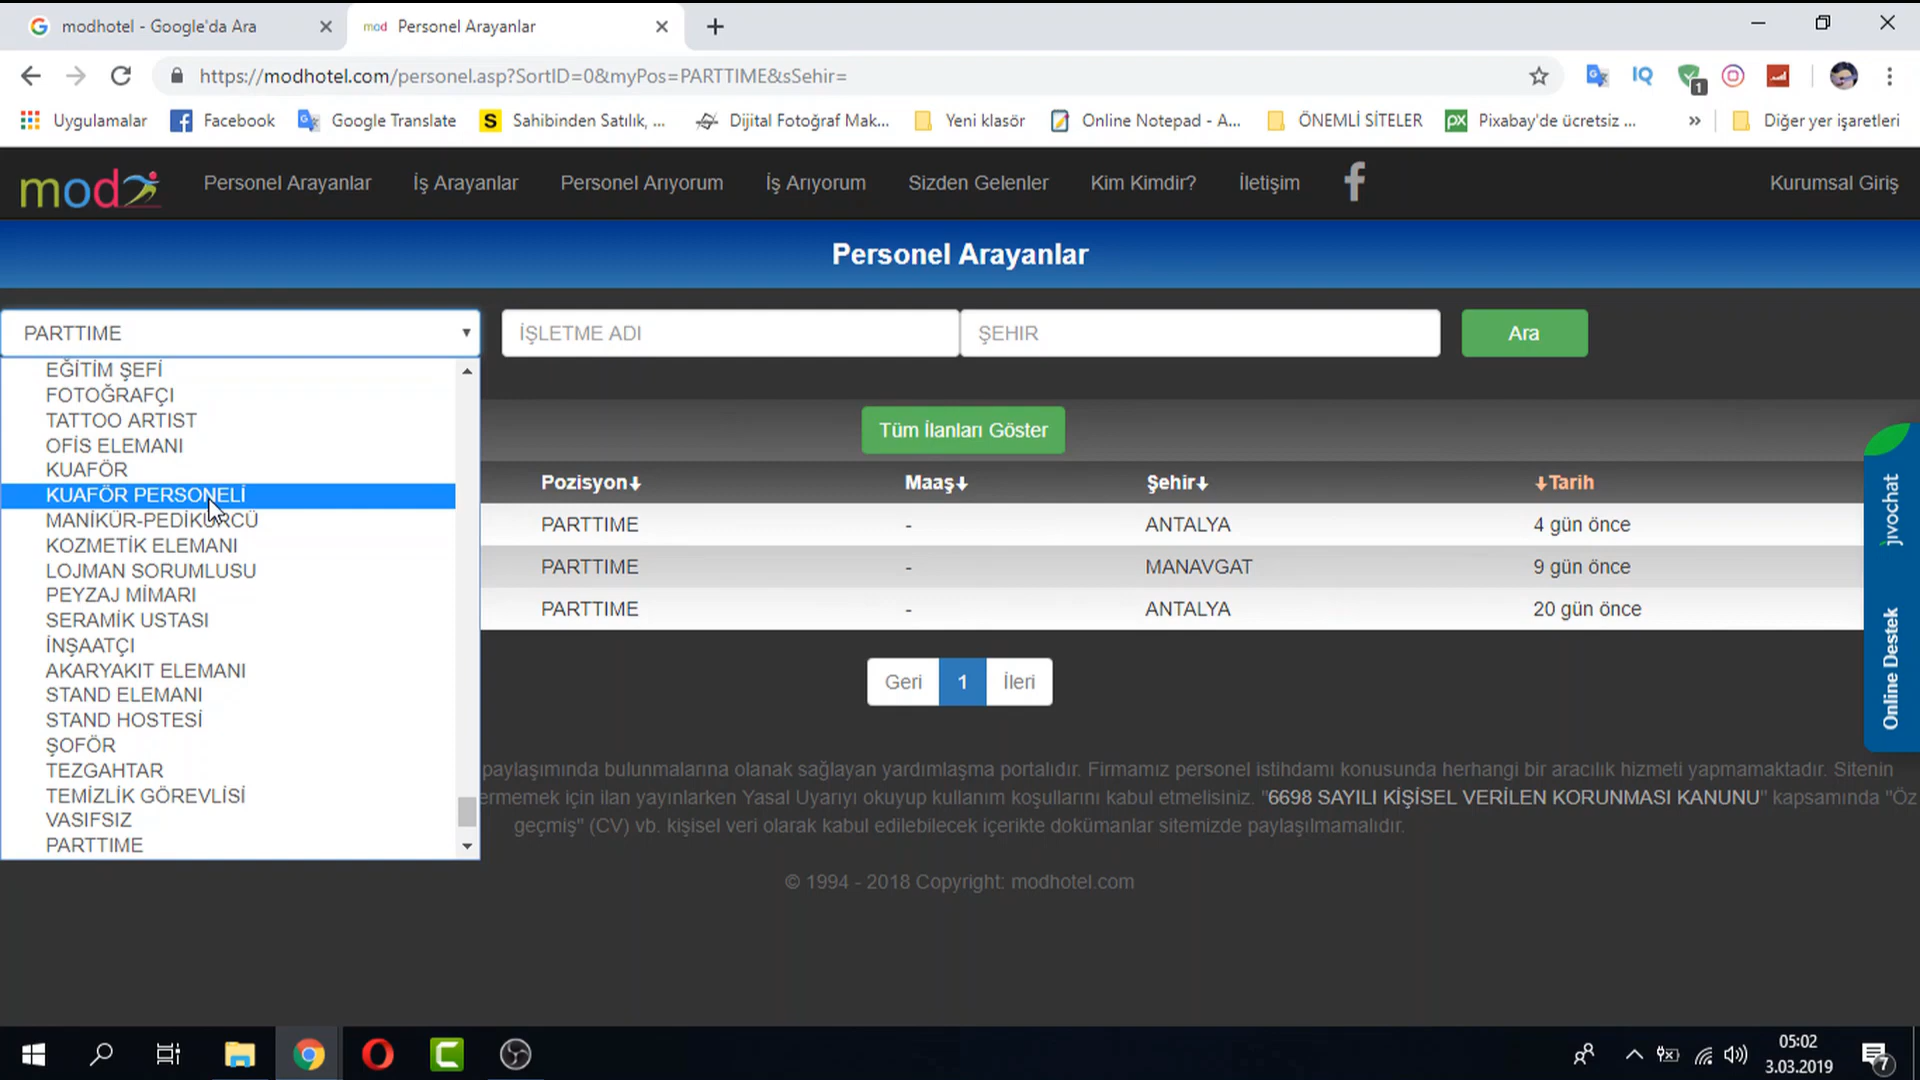 modhotel - Google'da Ara
mod Personel Arayanlar
https://modhotel.com/personel.asp?SortID=0&myPos=PARTTIME&sSehir=
IQ
1
Uygulamalar Facebook Google Translate S Sahibinden Satılık, ... Dijital Fotoğraf Mak... Yeni klasör Online Notepad - A... ÖNEMLİ SİTELER px Pixabay'de ücretsiz ... » Diğer yer işaretleri
mod Personel Arayanlar İş Arayanlar Personel Arıyorum İş Arıyorum Sizden Gelenler Kim Kimdir? İletişim f Kurumsal Giriş
Personel Arayanlar
PARTTIME İŞLETME ADI ŞEHIR Ara
EĞİTİM ŞEFİ
FOTOĞRAFÇI
TATTOO ARTIST
OFİS ELEMANI
KUAFÖR
KUAFÖR PERSONELİ
MANİKÜR-PEDİKÜRCÜ
KOZMETİK ELEMANI
LOJMAN SORUMLUSU
PEYZAJ MİMARI
SERAMİK USTASI
İNŞAATÇI
AKARYAKIT ELEMANI
STAND ELEMANI
STAND HOSTESİ
ŞOFÖR
TEZGAHTAR
TEMİZLİK GÖREVLİSİ
VASIFSIZ
PARTTIME
Tüm İlanları Göster
Pozisyon Maaş Şehir Tarih
PARTTIME - ANTALYA 4 gün önce
PARTTIME - MANAVGAT 9 gün önce
PARTTIME - ANTALYA 20 gün önce
Geri 1 İleri
jivochat
Online Destek
paylaşımında bulunmalarına olanak sağlayan yardımlaşma portalıdır. Firmamız personel istihdamı konusunda herhangi bir aracılık hizmeti yapmamaktadır. Sitenin
ermemek için ilan yayınlarken Yasal Uyarıyı okuyup kullanım koşullarını kabul etmelisiniz. "6698 SAYILI KİŞİSEL VERİLEN KORUNMASI KANUNU" kapsamında "Öz
geçmiş" (CV) vb. kişisel veri olarak kabul edilebilecek içerikte dokümanlar sitemizde paylaşılmamalıdır.
© 1994 - 2018 Copyright: modhotel.com
05:02
3.03.2019
7